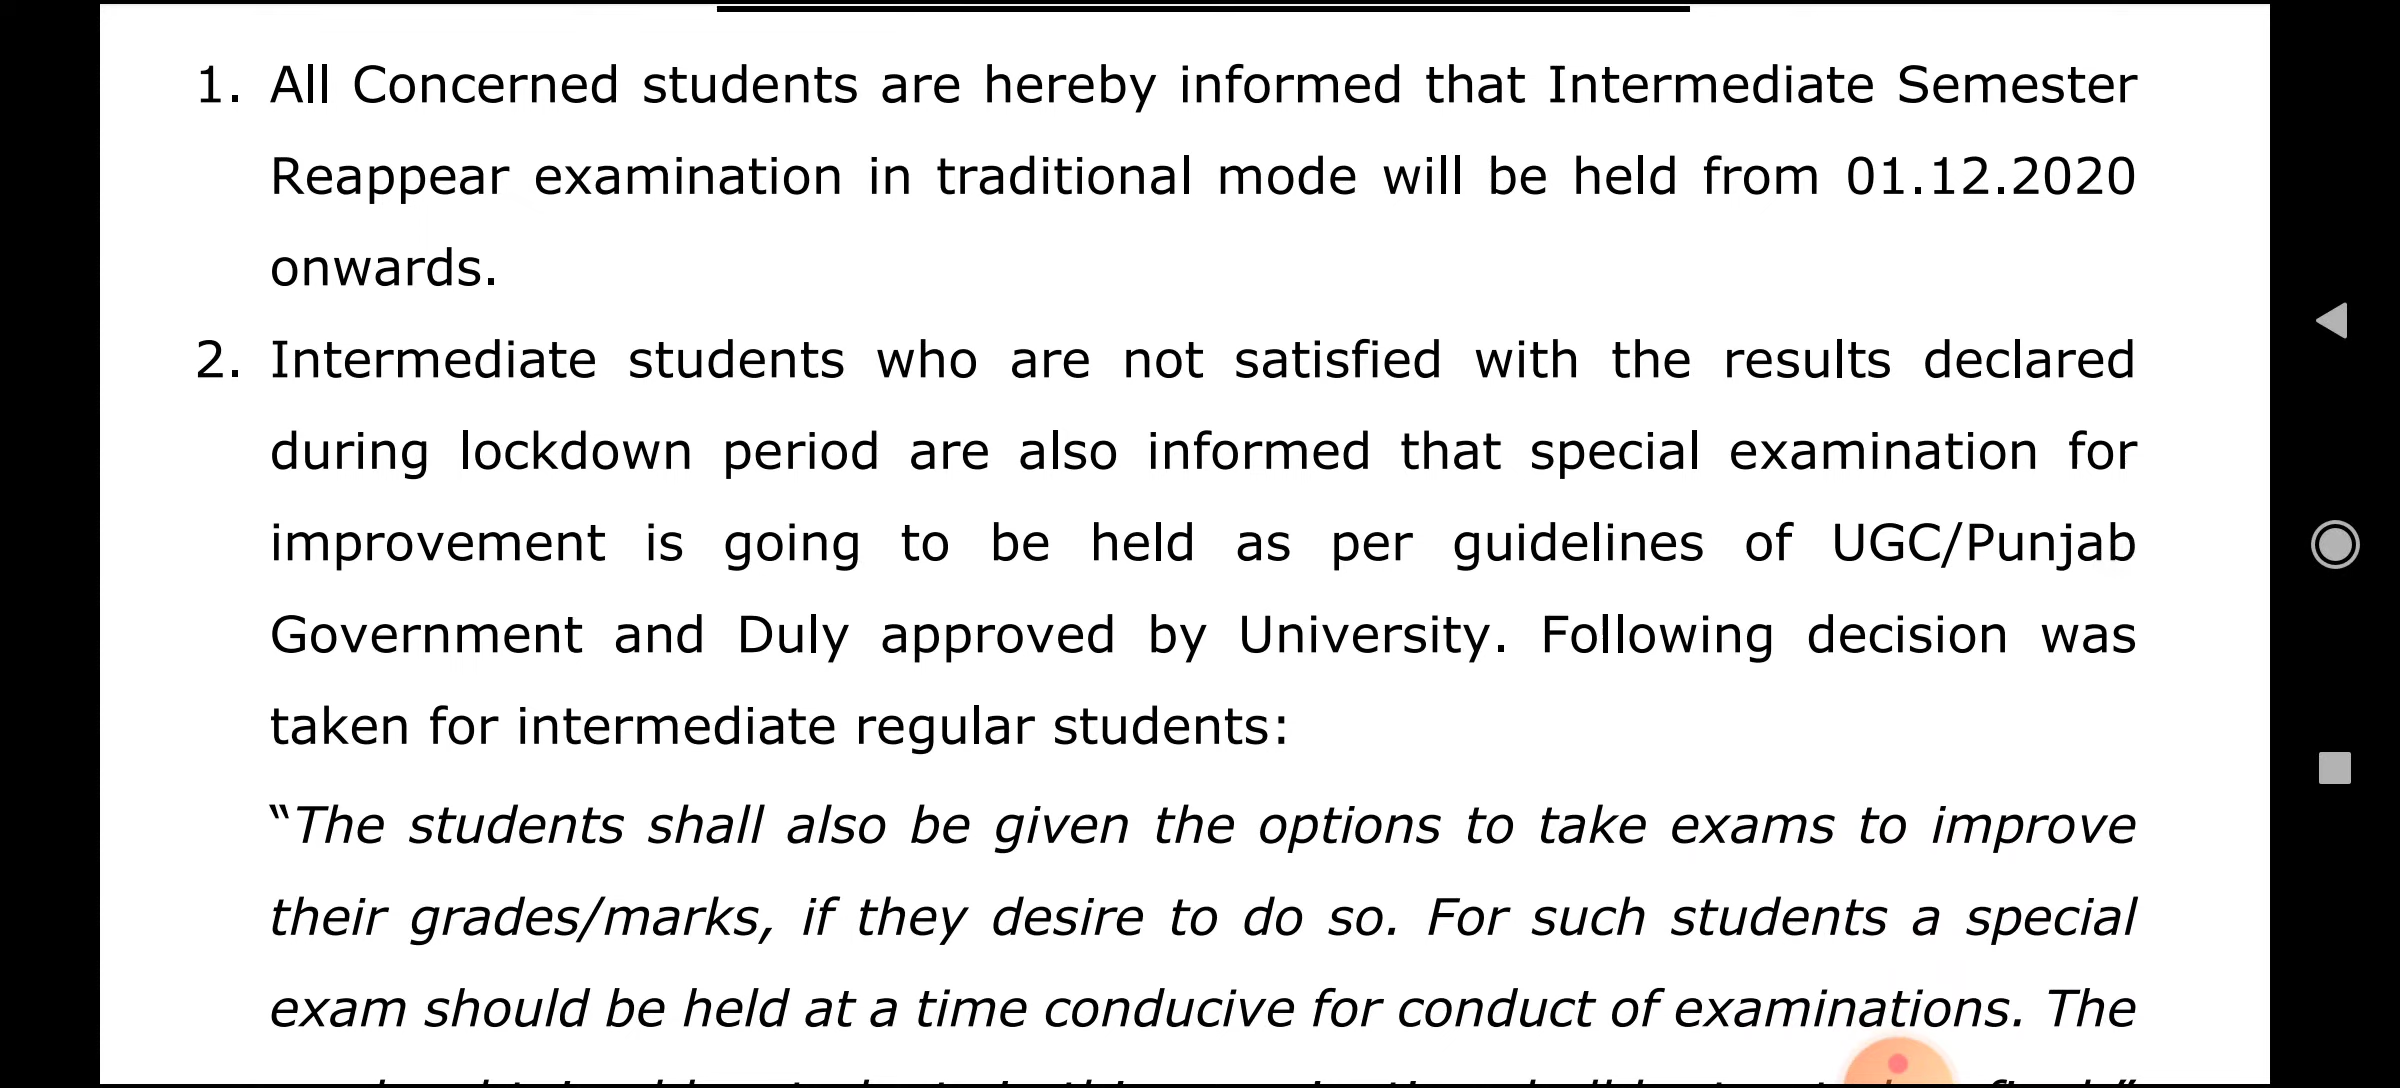 1. All Concerned students are hereby informed that Intermediate Semester
Reappear examination in traditional mode will be held from 01.12.2020
onwards.
2. Intermediate students who are not satisfied with the results declared
during lockdown period are also informed that special examination for
improvement is going to be held as per guidelines of UGC/Punjab
Government and Duly approved by University. Following decision was
taken for intermediate regular students:
“The students shall also be given the options to take exams to improve
their grades/marks, if they desire to do so. For such students a special
exam should be held at a time conducive for conduct of examinations. The